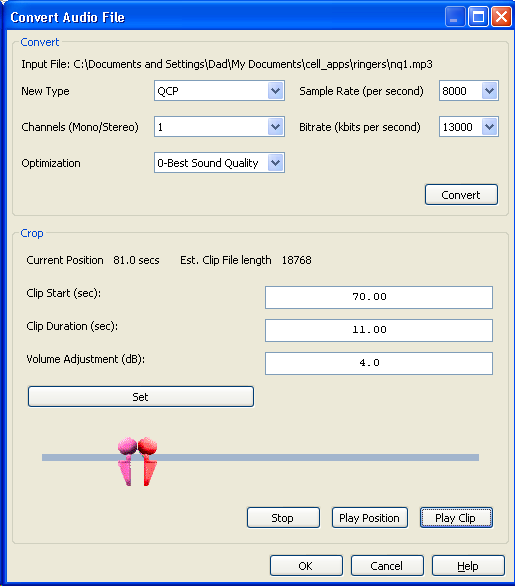 Convert Audio File
Convert
Input File: C:\Documents and Settings\Dad\My Documents\cell_apps\ringers\nq1.mp3
New Type QCP Sample Rate (per second) 8000
Channels (Mono/Stereo) 1 Bitrate (kbits per second) 13000
Optimization 0-Best Sound Quality
Convert
Crop
Current Position 81.0 secs Est. Clip File length 18768
Clip Start (sec): 70.00
Clip Duration (sec): 11.00
Volume Adjustment (dB): 4.0
Set
Stop Play Position Play Clip
OK Cancel Help